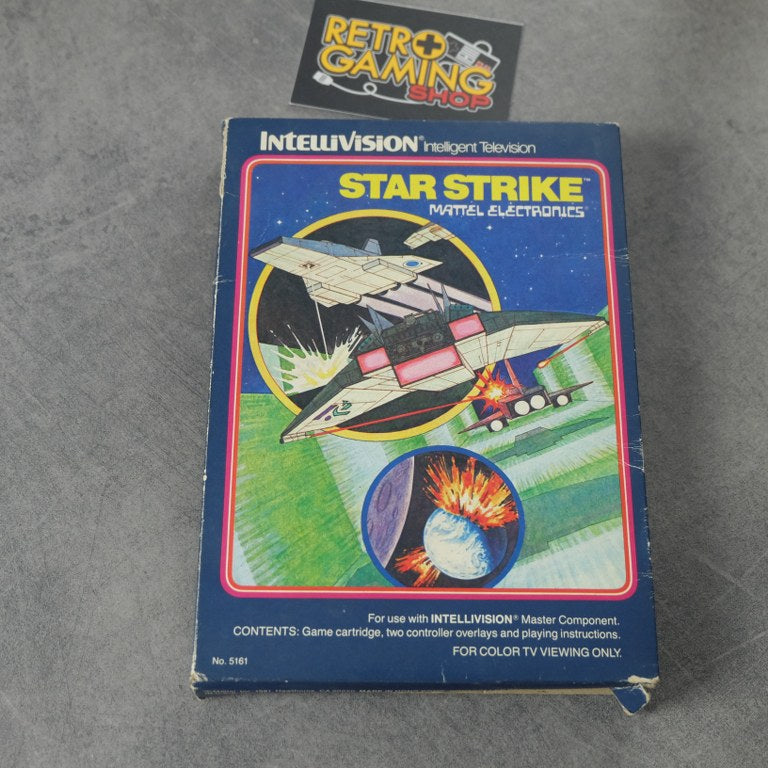 RETRO
GAMING
SHOP
INTELLIVISION® Intelligent Television
STAR STRIKE™
MATTEL ELECTRONICS®
For use with INTELLIVISION® Master Component.
CONTENTS: Game cartridge, two controller overlays and playing instructions.
FOR COLOR TV VIEWING ONLY.
No. 5161